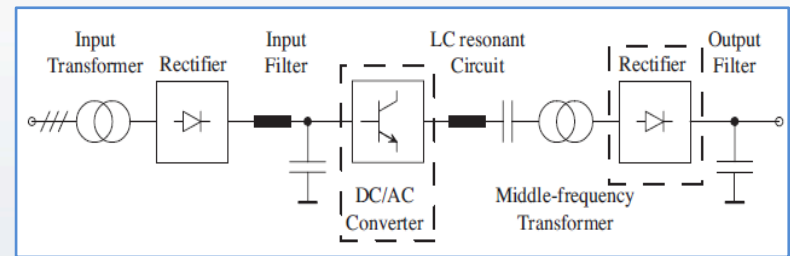 Input
Transformer
Rectifier
Input
Filter
LC resonant
Circuit
Rectifier
Output
Filter
DC/AC
Converter
Middle-frequency
Transformer